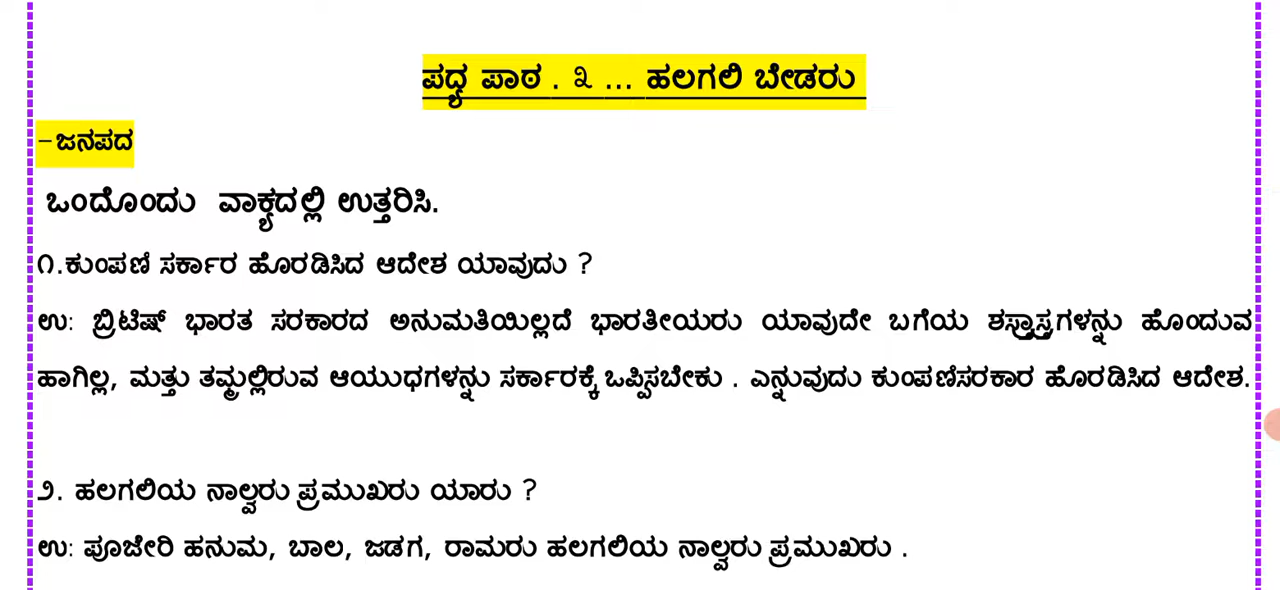 ಪದ್ಯ ಪಾಠ . ೩ ... ಹಲಗಲಿ ಬೇಡರು
-ಜನಪದ
ಒಂದೊಂದು ವಾಕ್ಯದಲ್ಲಿ ಉತ್ತರಿಸಿ.
೧.ಕುಂಪಣಿ ಸರ್ಕಾರ ಹೊರಡಿಸಿದ ಆದೇಶ ಯಾವುದು ?
ಉ: ಬ್ರಿಟಿಷ್ ಭಾರತ ಸರಕಾರದ ಅನುಮತಿಯಿಲ್ಲದೆ ಭಾರತೀಯರು ಯಾವುದೇ ಬಗೆಯ ಶಸ್ತ್ರಾಸ್ತ್ರಗಳನ್ನು ಹೊಂದುವ
ಹಾಗಿಲ್ಲ, ಮತ್ತು ತಮ್ಮಲ್ಲಿರುವ ಆಯುಧಗಳನ್ನು ಸರ್ಕಾರಕ್ಕೆ ಒಪ್ಪಿಸಬೇಕು . ಎನ್ನುವುದು ಕುಂಪಣಿಸರಕಾರ ಹೊರಡಿಸಿದ ಆದೇಶ.
೨. ಹಲಗಲಿಯ ನಾಲ್ವರು ಪ್ರಮುಖರು ಯಾರು ?
ಉ: ಪೂಜೇರಿ ಹನುಮ, ಬಾಲ, ಜಡಗ, ರಾಮರು ಹಲಗಲಿಯ ನಾಲ್ವರು ಪ್ರಮುಖರು .